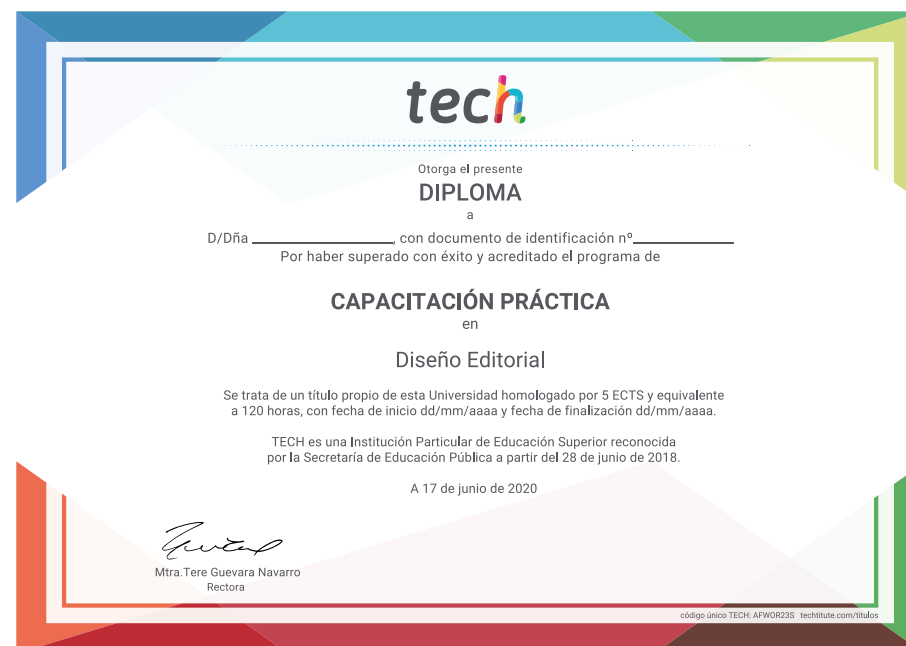 tech
Otorga el presente
DIPLOMA
a
D/Dña ____________________, con documento de identificación nº______________
Por haber superado con éxito y acreditado el programa de
CAPACITACIÓN PRÁCTICA
en
Diseño Editorial
Se trata de un título propio de esta Universidad homologado por 5 ECTS y equivalente
a 120 horas, con fecha de inicio dd/mm/aaaa y fecha de finalización dd/mm/aaaa.
TECH es una Institución Particular de Educación Superior reconocida
por la Secretaría de Educación Pública a partir del 28 de junio de 2018.
A 17 de junio de 2020
Mtra.Tere Guevara Navarro
Rectora
código único TECH: AFWOR23S techtitute.com/titulos